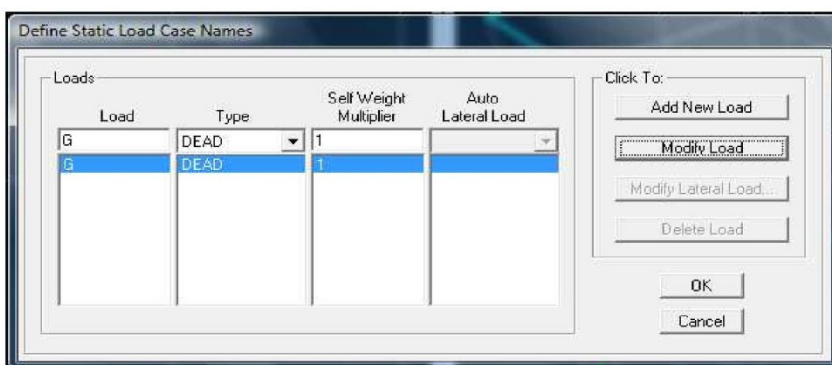 Define Static Load Case Names
Loads
Load Type Self Weight Multiplier Auto Lateral Load
G DEAD 1
G DEAD 1
Click To:
Add New Load
Modify Load
Modify Lateral Load...
Delete Load
OK
Cancel